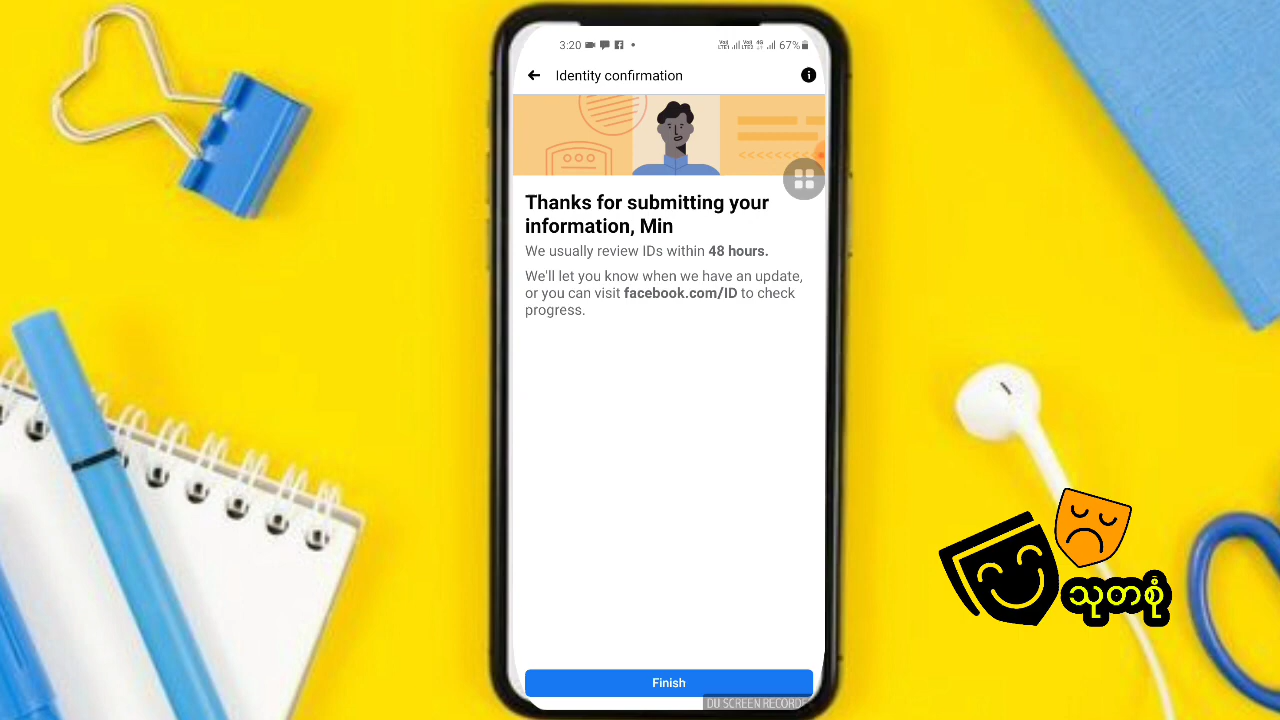 3:20
67%
Identity confirmation
Thanks for submitting your
information, Min
We usually review IDs within 48 hours.
We'll let you know when we have an update,
or you can visit facebook.com/ID to check
progress.
သုတစုံ
Finish
DU SCREEN RECORDE